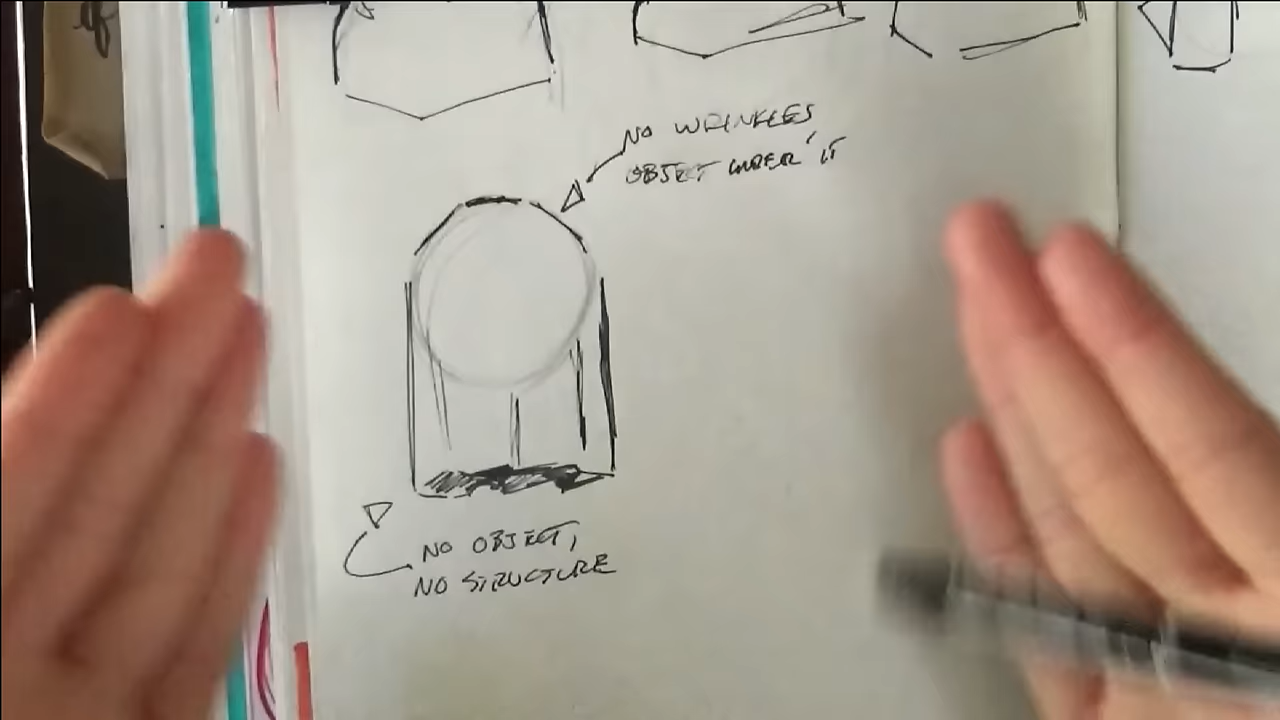 NO WRINKLES
OBJECT UNDER IT
NO OBJECT,
NO STRUCTURE